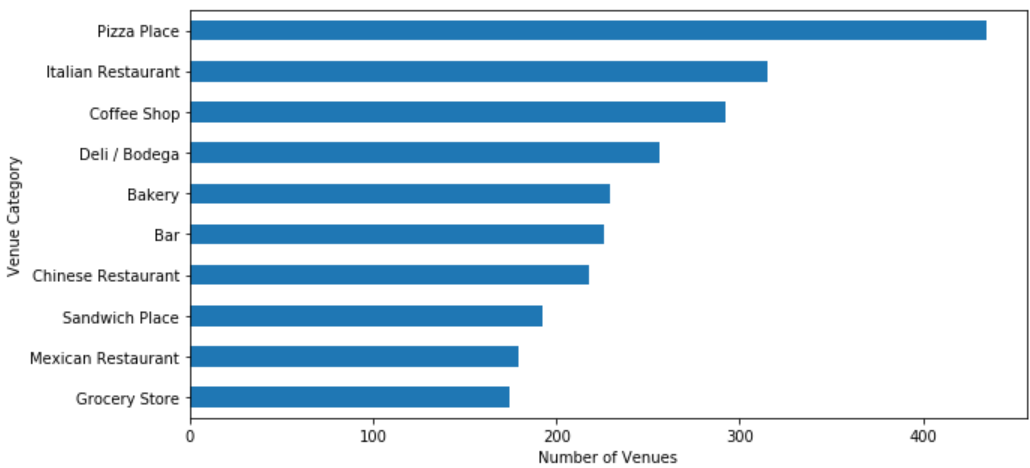 Pizza Place
Italian Restaurant
Coffee Shop
Deli / Bodega
Bakery
Bar
Chinese Restaurant
Sandwich Place
Mexican Restaurant
Grocery Store
Venue Category
0 100 200 300 400
Number of Venues